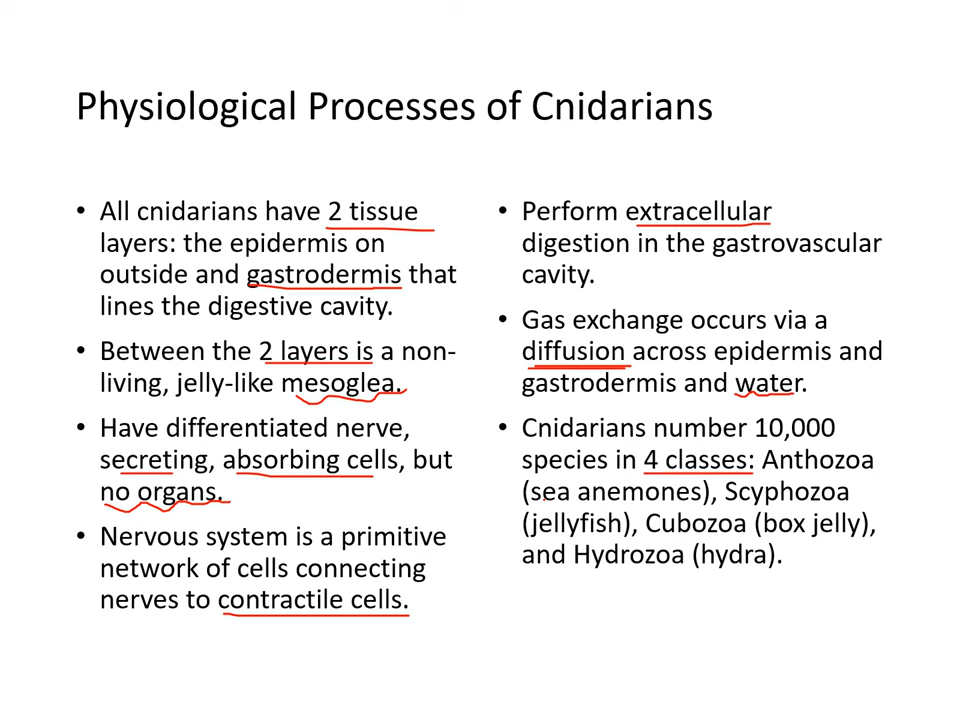 Physiological Processes of Cnidarians
• All cnidarians have 2 tissue
layers: the epidermis on
outside and gastrodermis that
lines the digestive cavity.
• Between the 2 layers is a non-
living, jelly-like mesoglea.
• Have differentiated nerve,
secreting, absorbing cells, but
no organs.
• Nervous system is a primitive
network of cells connecting
nerves to contractile cells.
• Perform extracellular
digestion in the gastrovascular
cavity.
• Gas exchange occurs via a
diffusion across epidermis and
gastrodermis and water.
• Cnidarians number 10,000
species in 4 classes: Anthozoa
(sea anemones), Scyphozoa
(jellyfish), Cubozoa (box jelly),
and Hydrozoa (hydra).